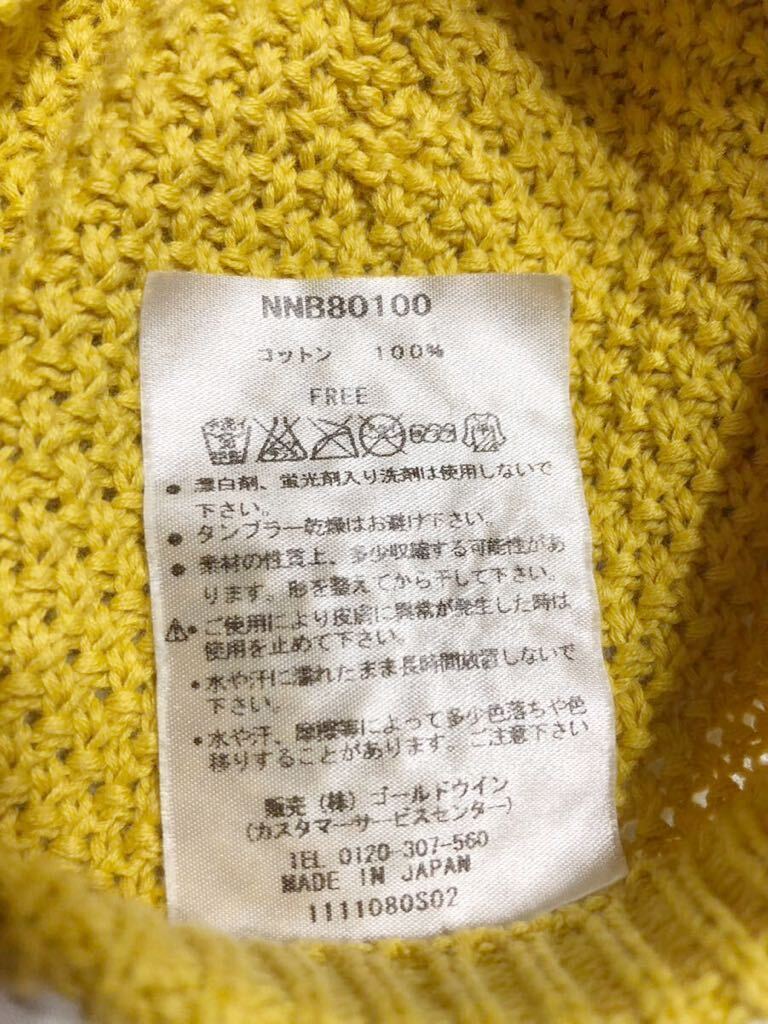 NNB80100
コットン 100%
FREE
手洗イ
• 漂白剤、蛍光剤入り洗剤は使用しないで
下さい。
• タンブラー乾燥はお避け下さい。
• 素材の性質上、多少収縮する可能性があ
ります。形を整えてから干して下さい。
• ご使用により皮膚に異常が発生した時は
使用を止めて下さい。
• 水や汗に濡れたまま長時間放置しないで
下さい。
• 水や汗、摩擦等によって多少色落ちや色
移りすることがあります。ご注意下さい
販売(株)ゴールドウイン
(カスタマーサービスセンター)
TEL 0120-307-560
MADE IN JAPAN
1111080S02